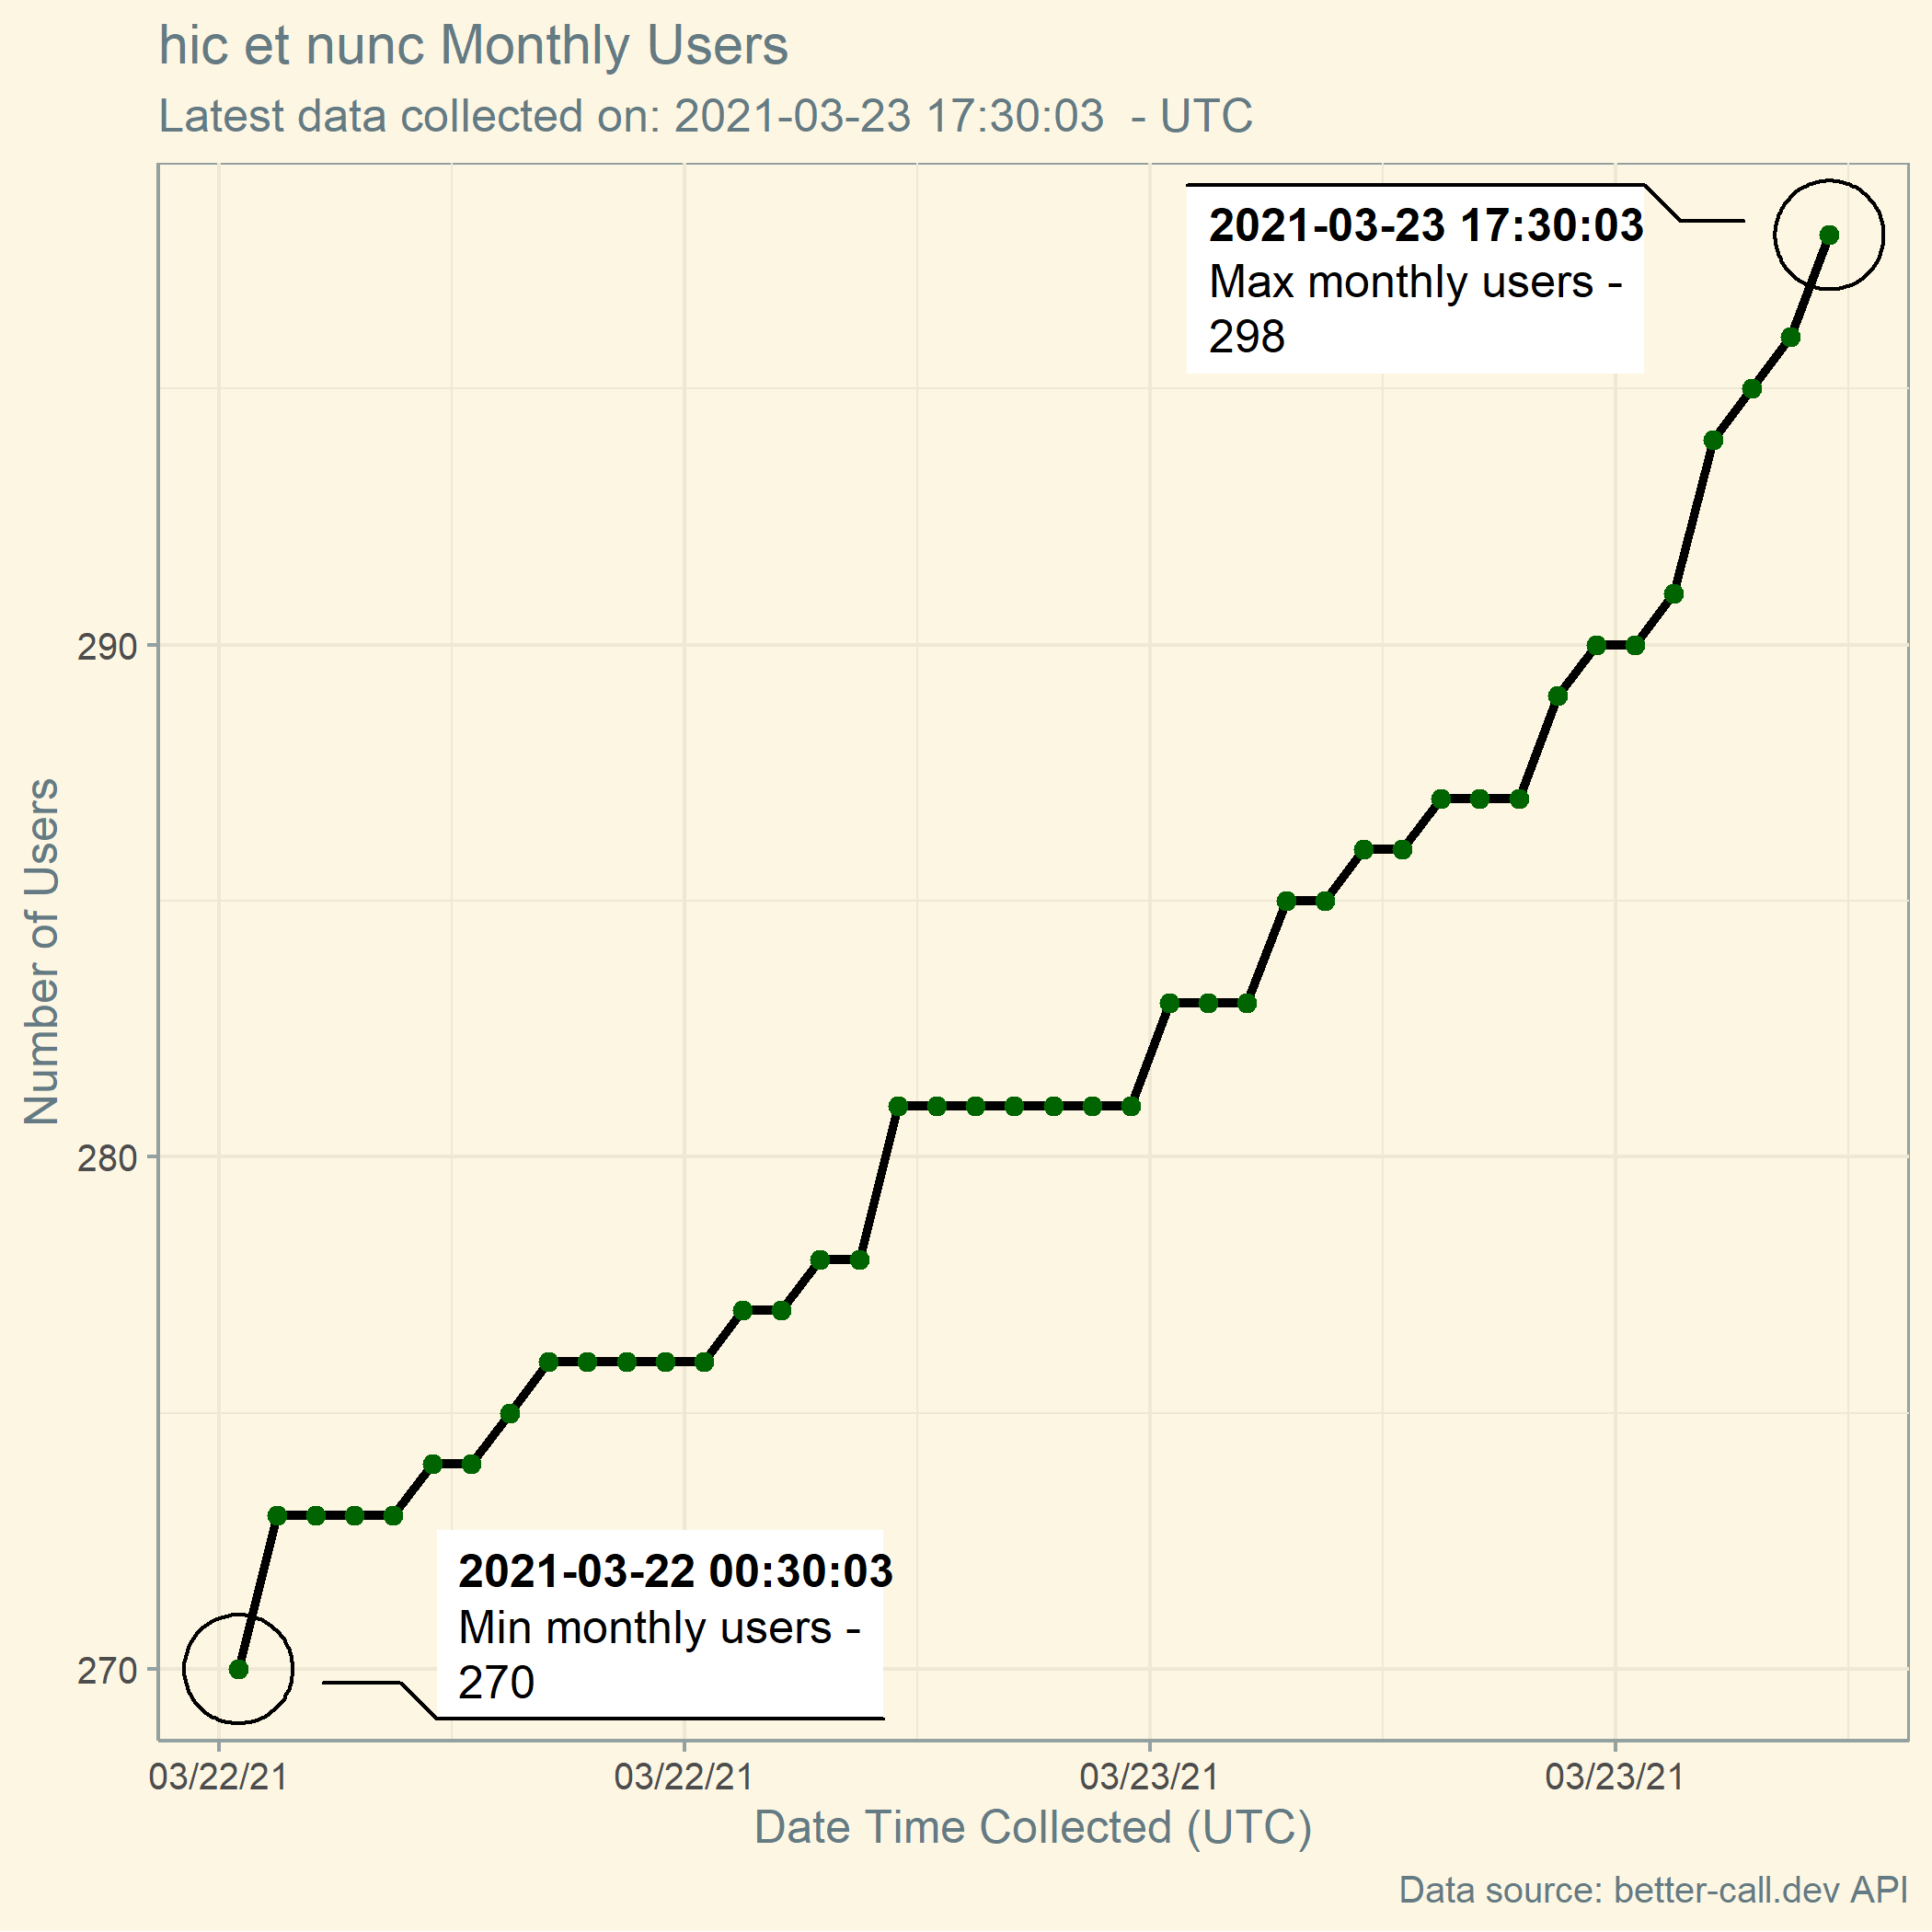 hic et nunc Monthly Users
Latest data collected on: 2021-03-23 17:30:03  - UTC
2021-03-23 17:30:03
Max monthly users -
298
290
280
270
Number of Users
2021-03-22 00:30:03
Min monthly users -
270
03/22/21
03/22/21
03/23/21
03/23/21
Date Time Collected (UTC)
Data source: better-call.dev API